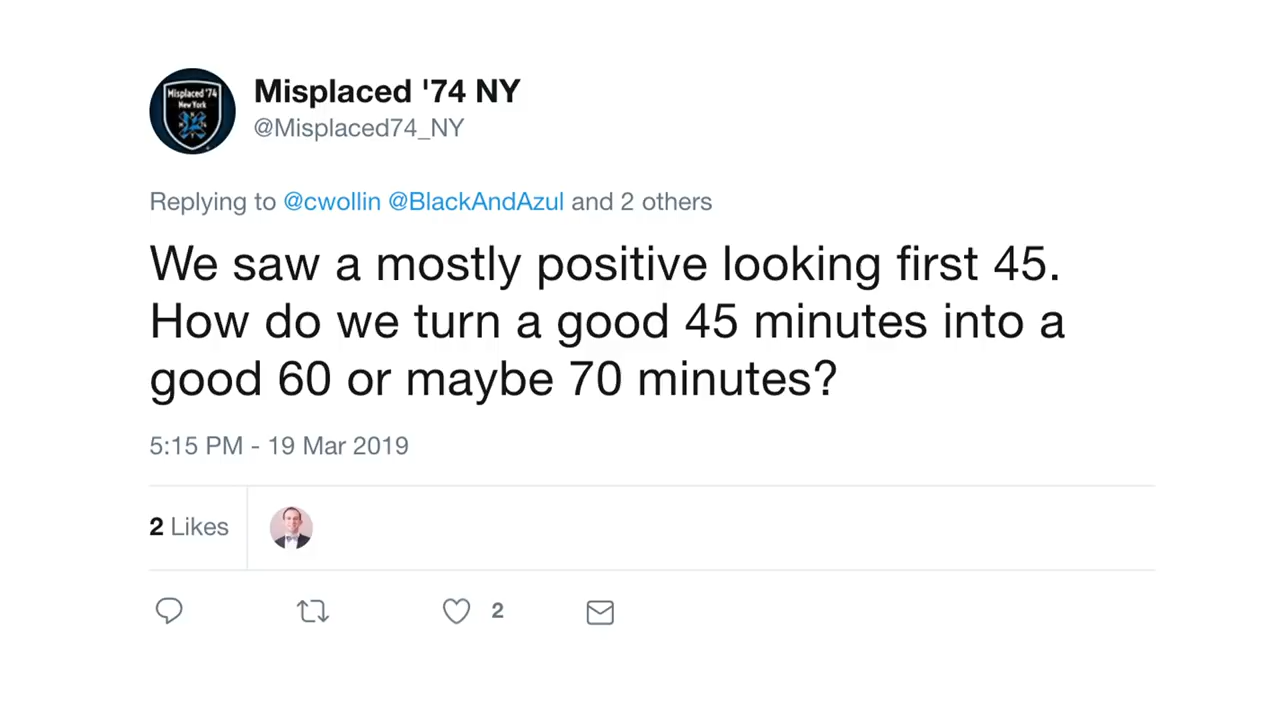 Misplaced '74
New York
Misplaced '74 NY
@Misplaced74_NY
Replying to @cwollin @BlackAndAzul and 2 others
We saw a mostly positive looking first 45.
How do we turn a good 45 minutes into a
good 60 or maybe 70 minutes?
5:15 PM - 19 Mar 2019
2 Likes
2